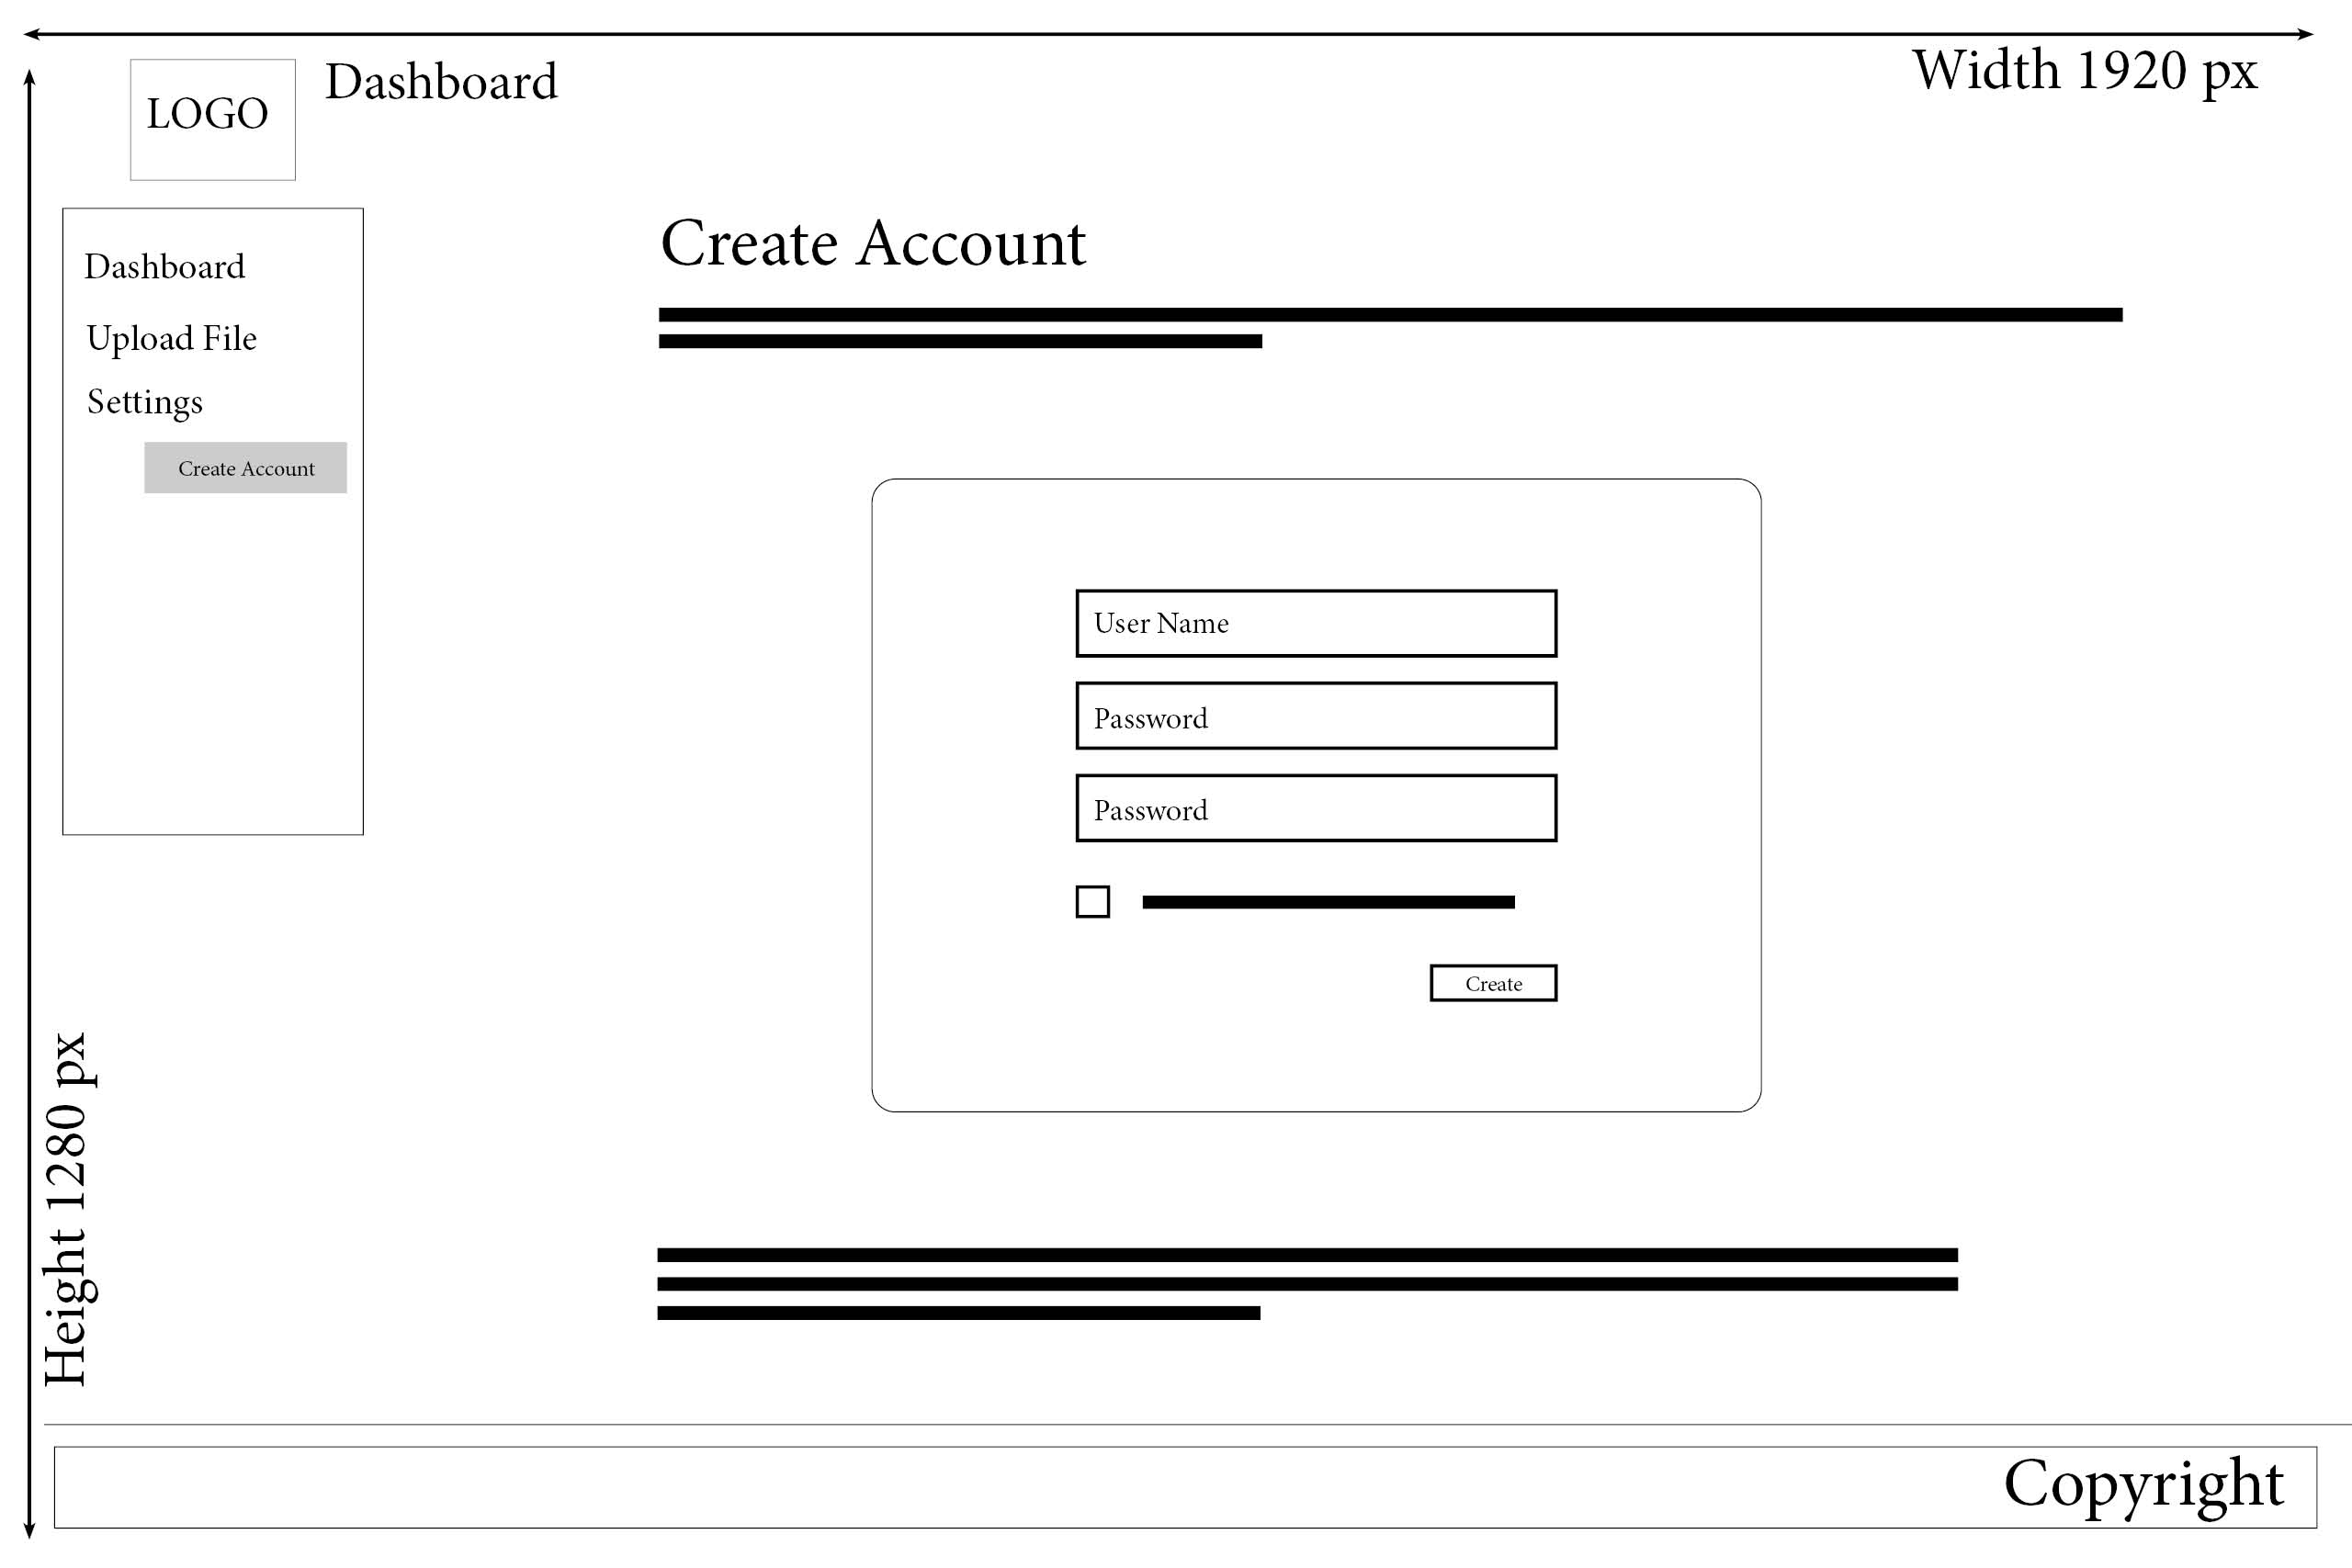 Width 1920 px
LOGO
Dashboard
Dashboard
Upload File
Settings
Create Account
Create Account
User Name
Password
Password
Create
Height 1280 px
Copyright